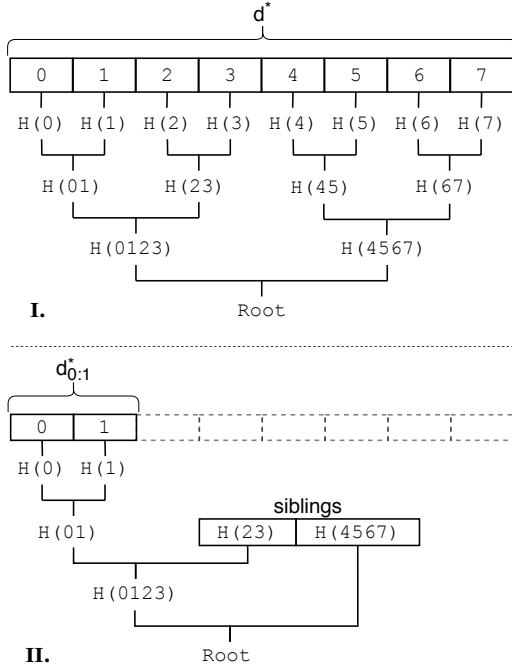 d*
0 1 2 3 4 5 6 7
H(0) H(1) H(2) H(3) H(4) H(5) H(6) H(7)
H(01) H(23) H(45) H(67)
H(0123) H(4567)
I. Root
d*0:1
0 1
H(0) H(1)
siblings
H(01) H(23) H(4567)
H(0123)
II. Root